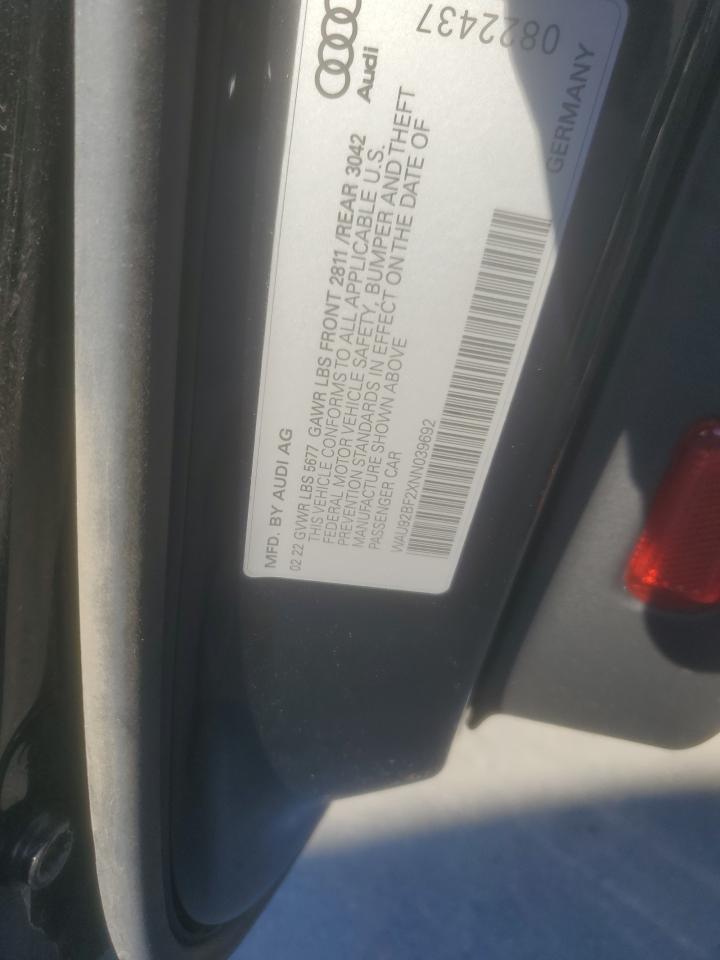 MFD. BY AUDI AG
02 22 GVWR LBS 5677 GAWR LBS FRONT 2811 /REAR 3042
THIS VEHICLE CONFORMS TO ALL APPLICABLE U.S.
FEDERAL MOTOR VEHICLE SAFETY, BUMPER AND THEFT
PREVENTION STANDARDS IN EFFECT ON THE DATE OF
MANUFACTURE SHOWN ABOVE
PASSENGER CAR
WAU92BF2XNN039692
Audi
GERMANY
0822437